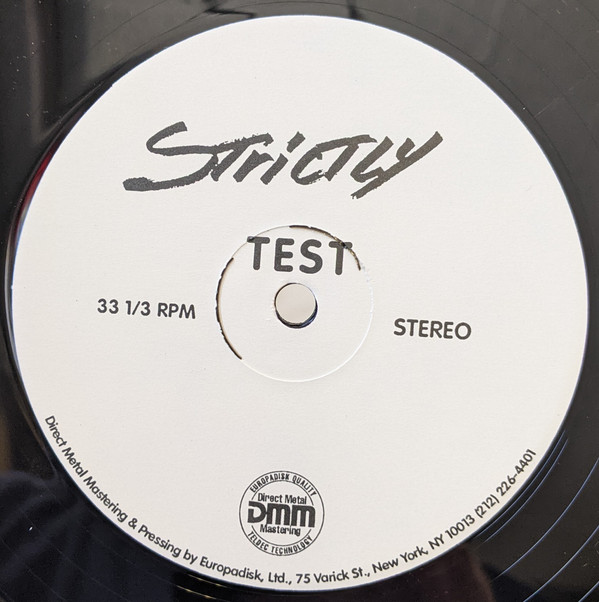 Strictly
TEST
33 1/3 RPM
STEREO
EUROPADISK QUALITY
Direct Metal
DMM
Mastering
TELDEC TECHNOLOGY
Direct Metal Mastering & Pressing by Europadisk, Ltd., 75 Varick St., New York, NY 10013 (212) 226-4401